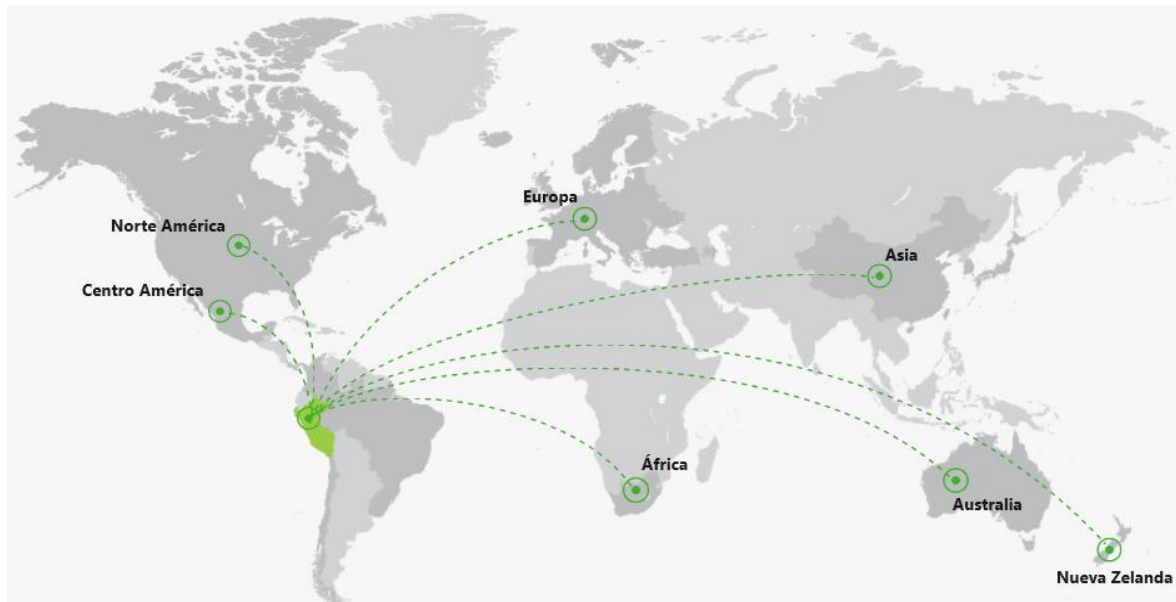 Europa
Norte América
Asia
Centro América
África
Australia
Nueva Zelanda